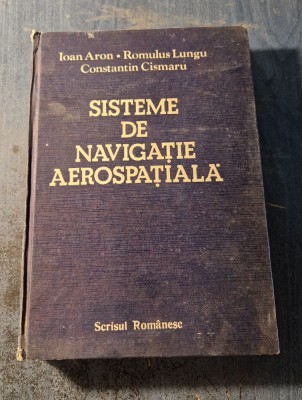 Ioan Aron • Romulus Lungu
Constantin Cismaru
SISTEME
DE
NAVIGAȚIE
AEROSPAȚIALĂ
Scrisul Românesc